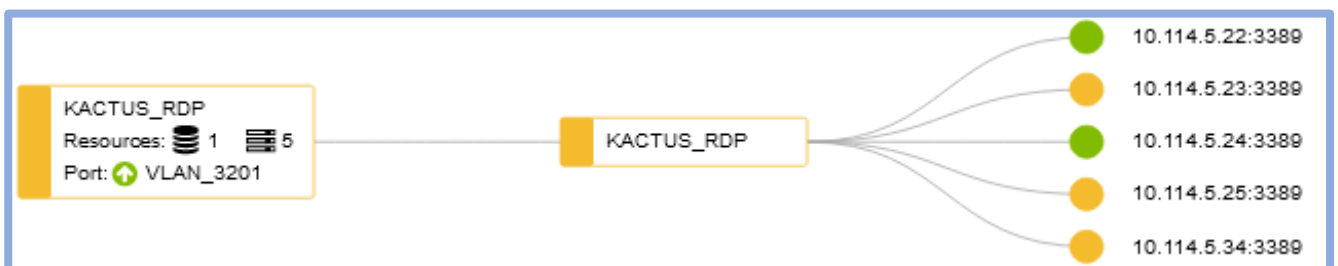 KACTUS_RDP
Resources: 1 5
Port: VLAN_3201
KACTUS_RDP
10.114.5.22:3389
10.114.5.23:3389
10.114.5.24:3389
10.114.5.25:3389
10.114.5.34:3389